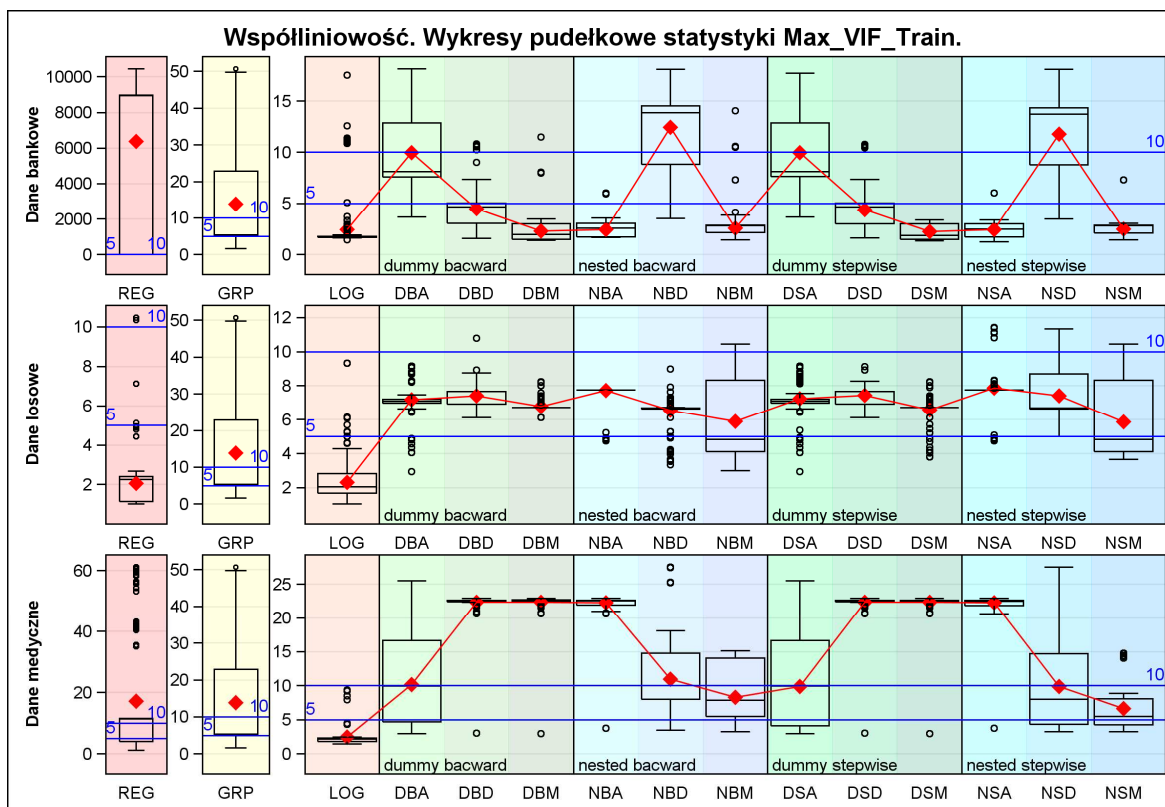 Współliniowość. Wykresy pudełkowe statystyki Max_VIF_Train.
Dane bankowe
10000
8000
6000
4000
2000
0
5
10
REG
50
40
30
20
10
0
5
10
GRP
15
10
5
0
5
10
dummy bacward
nested bacward
dummy stepwise
nested stepwise
LOG DBA DBD DBM NBA NBD NBM DSA DSD DSM NSA NSD NSM
Dane losowe
10
8
6
4
2
5
10
REG
50
40
30
20
10
0
5
10
GRP
12
10
8
6
4
2
5
10
dummy bacward
nested bacward
dummy stepwise
nested stepwise
LOG DBA DBD DBM NBA NBD NBM DSA DSD DSM NSA NSD NSM
Dane medyczne
60
40
20
0
5
10
REG
50
40
30
20
10
0
5
10
GRP
25
20
15
10
5
0
5
10
dummy bacward
nested bacward
dummy stepwise
nested stepwise
LOG DBA DBD DBM NBA NBD NBM DSA DSD DSM NSA NSD NSM